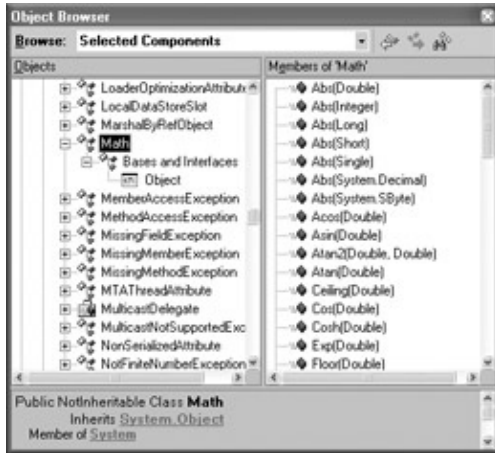 Object Browser
Browse: Selected Components
Objects
LoaderOptimizationAttribute
LocalDataStoreSlot
MarshalByRefObject
Math
Bases and Interfaces
Object
MemberAccessException
MethodAccessException
MissingFieldException
MissingMemberException
MissingMethodException
MTAThreadAttribute
MulticastDelegate
MulticastNotSupportedExc
NonSerializedAttribute
NotFiniteNumberException
Members of 'Math'
Abs(Double)
Abs(Integer)
Abs(Long)
Abs(Short)
Abs(Single)
Abs(System.Decimal)
Abs(System.SByte)
Acos(Double)
Asin(Double)
Atan2(Double, Double)
Atan(Double)
Ceiling(Double)
Cos(Double)
Cosh(Double)
Exp(Double)
Floor(Double)
Public NotInheritable Class Math
Inherits System.Object
Member of System